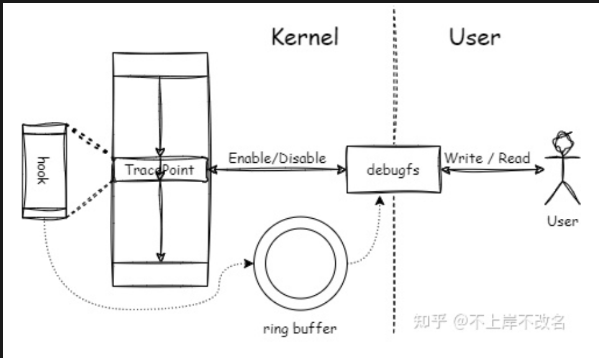 Kernel
User
hook
TracePoint
Enable/Disable
debugfs
Write / Read
User
ring buffer
知乎 @不上岸不改名